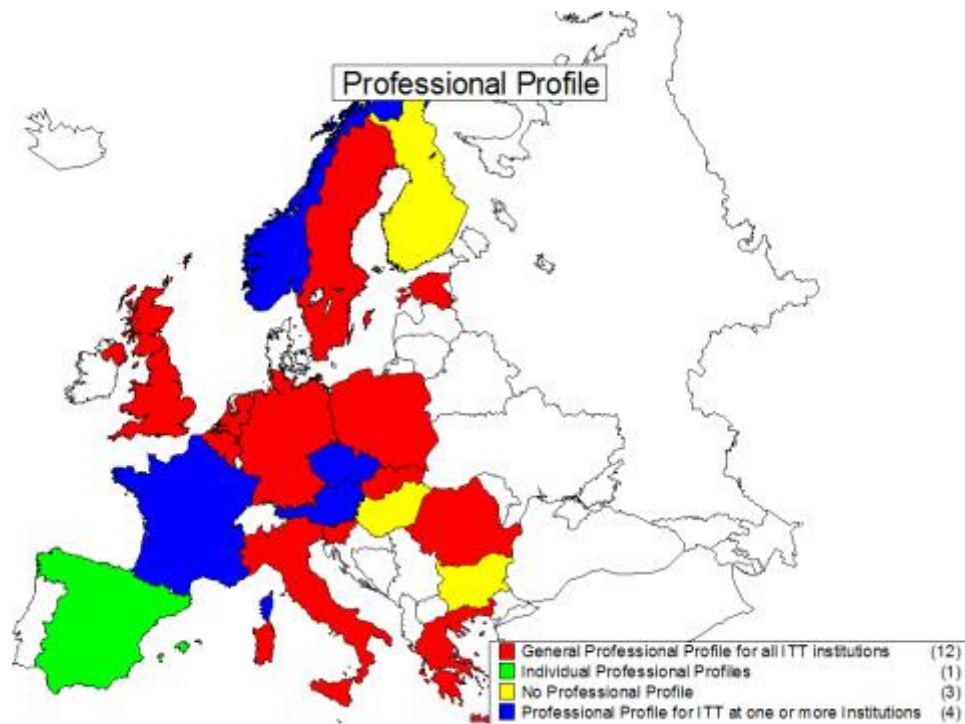 Professional Profile
General Professional Profile for all ITT institutions (12)
Individual Professional Profiles (1)
No Professional Profile (3)
Professional Profile for ITT at one or more Institutions (4)